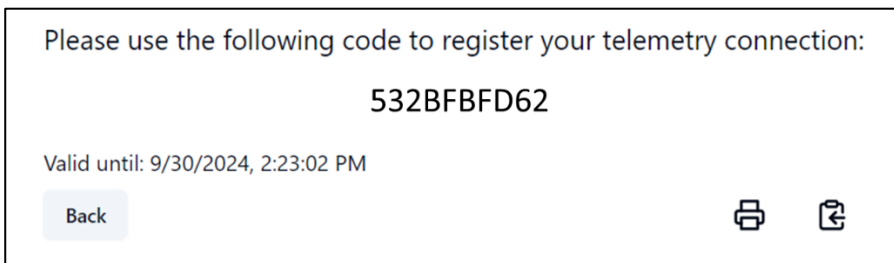 Please use the following code to register your telemetry connection:
532BFBFD62
Valid until: 9/30/2024, 2:23:02 PM
Back